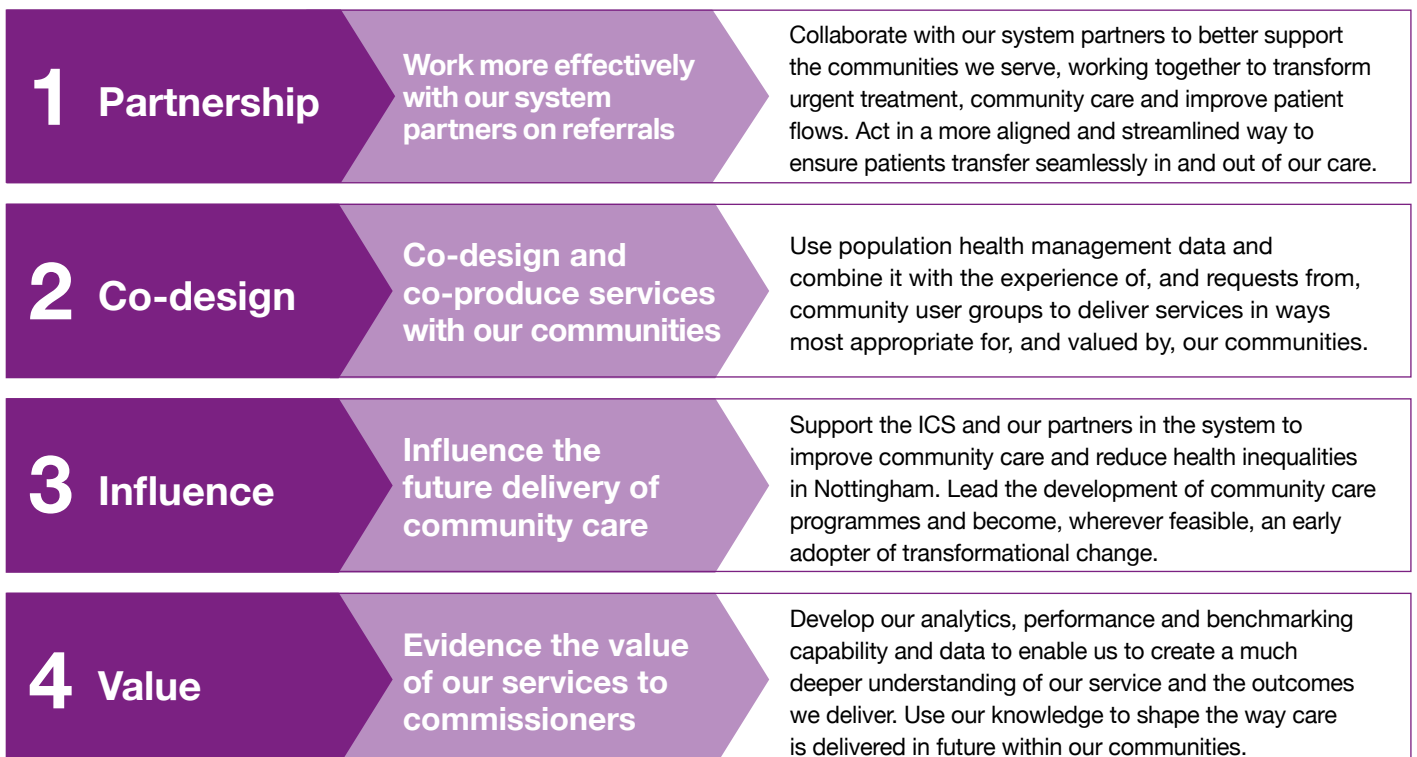 1 Partnership
Work more effectively
with our system
partners on referrals
Collaborate with our system partners to better support
the communities we serve, working together to transform
urgent treatment, community care and improve patient
flows. Act in a more aligned and streamlined way to
ensure patients transfer seamlessly in and out of our care.
2 Co-design
Co-design and
co-produce services
with our communities
Use population health management data and
combine it with the experience of, and requests from,
community user groups to deliver services in ways
most appropriate for, and valued by, our communities.
3 Influence
Influence the
future delivery of
community care
Support the ICS and our partners in the system to
improve community care and reduce health inequalities
in Nottingham. Lead the development of community care
programmes and become, wherever feasible, an early
adopter of transformational change.
4 Value
Evidence the value
of our services to
commissioners
Develop our analytics, performance and benchmarking
capability and data to enable us to create a much
deeper understanding of our service and the outcomes
we deliver. Use our knowledge to shape the way care
is delivered in future within our communities.